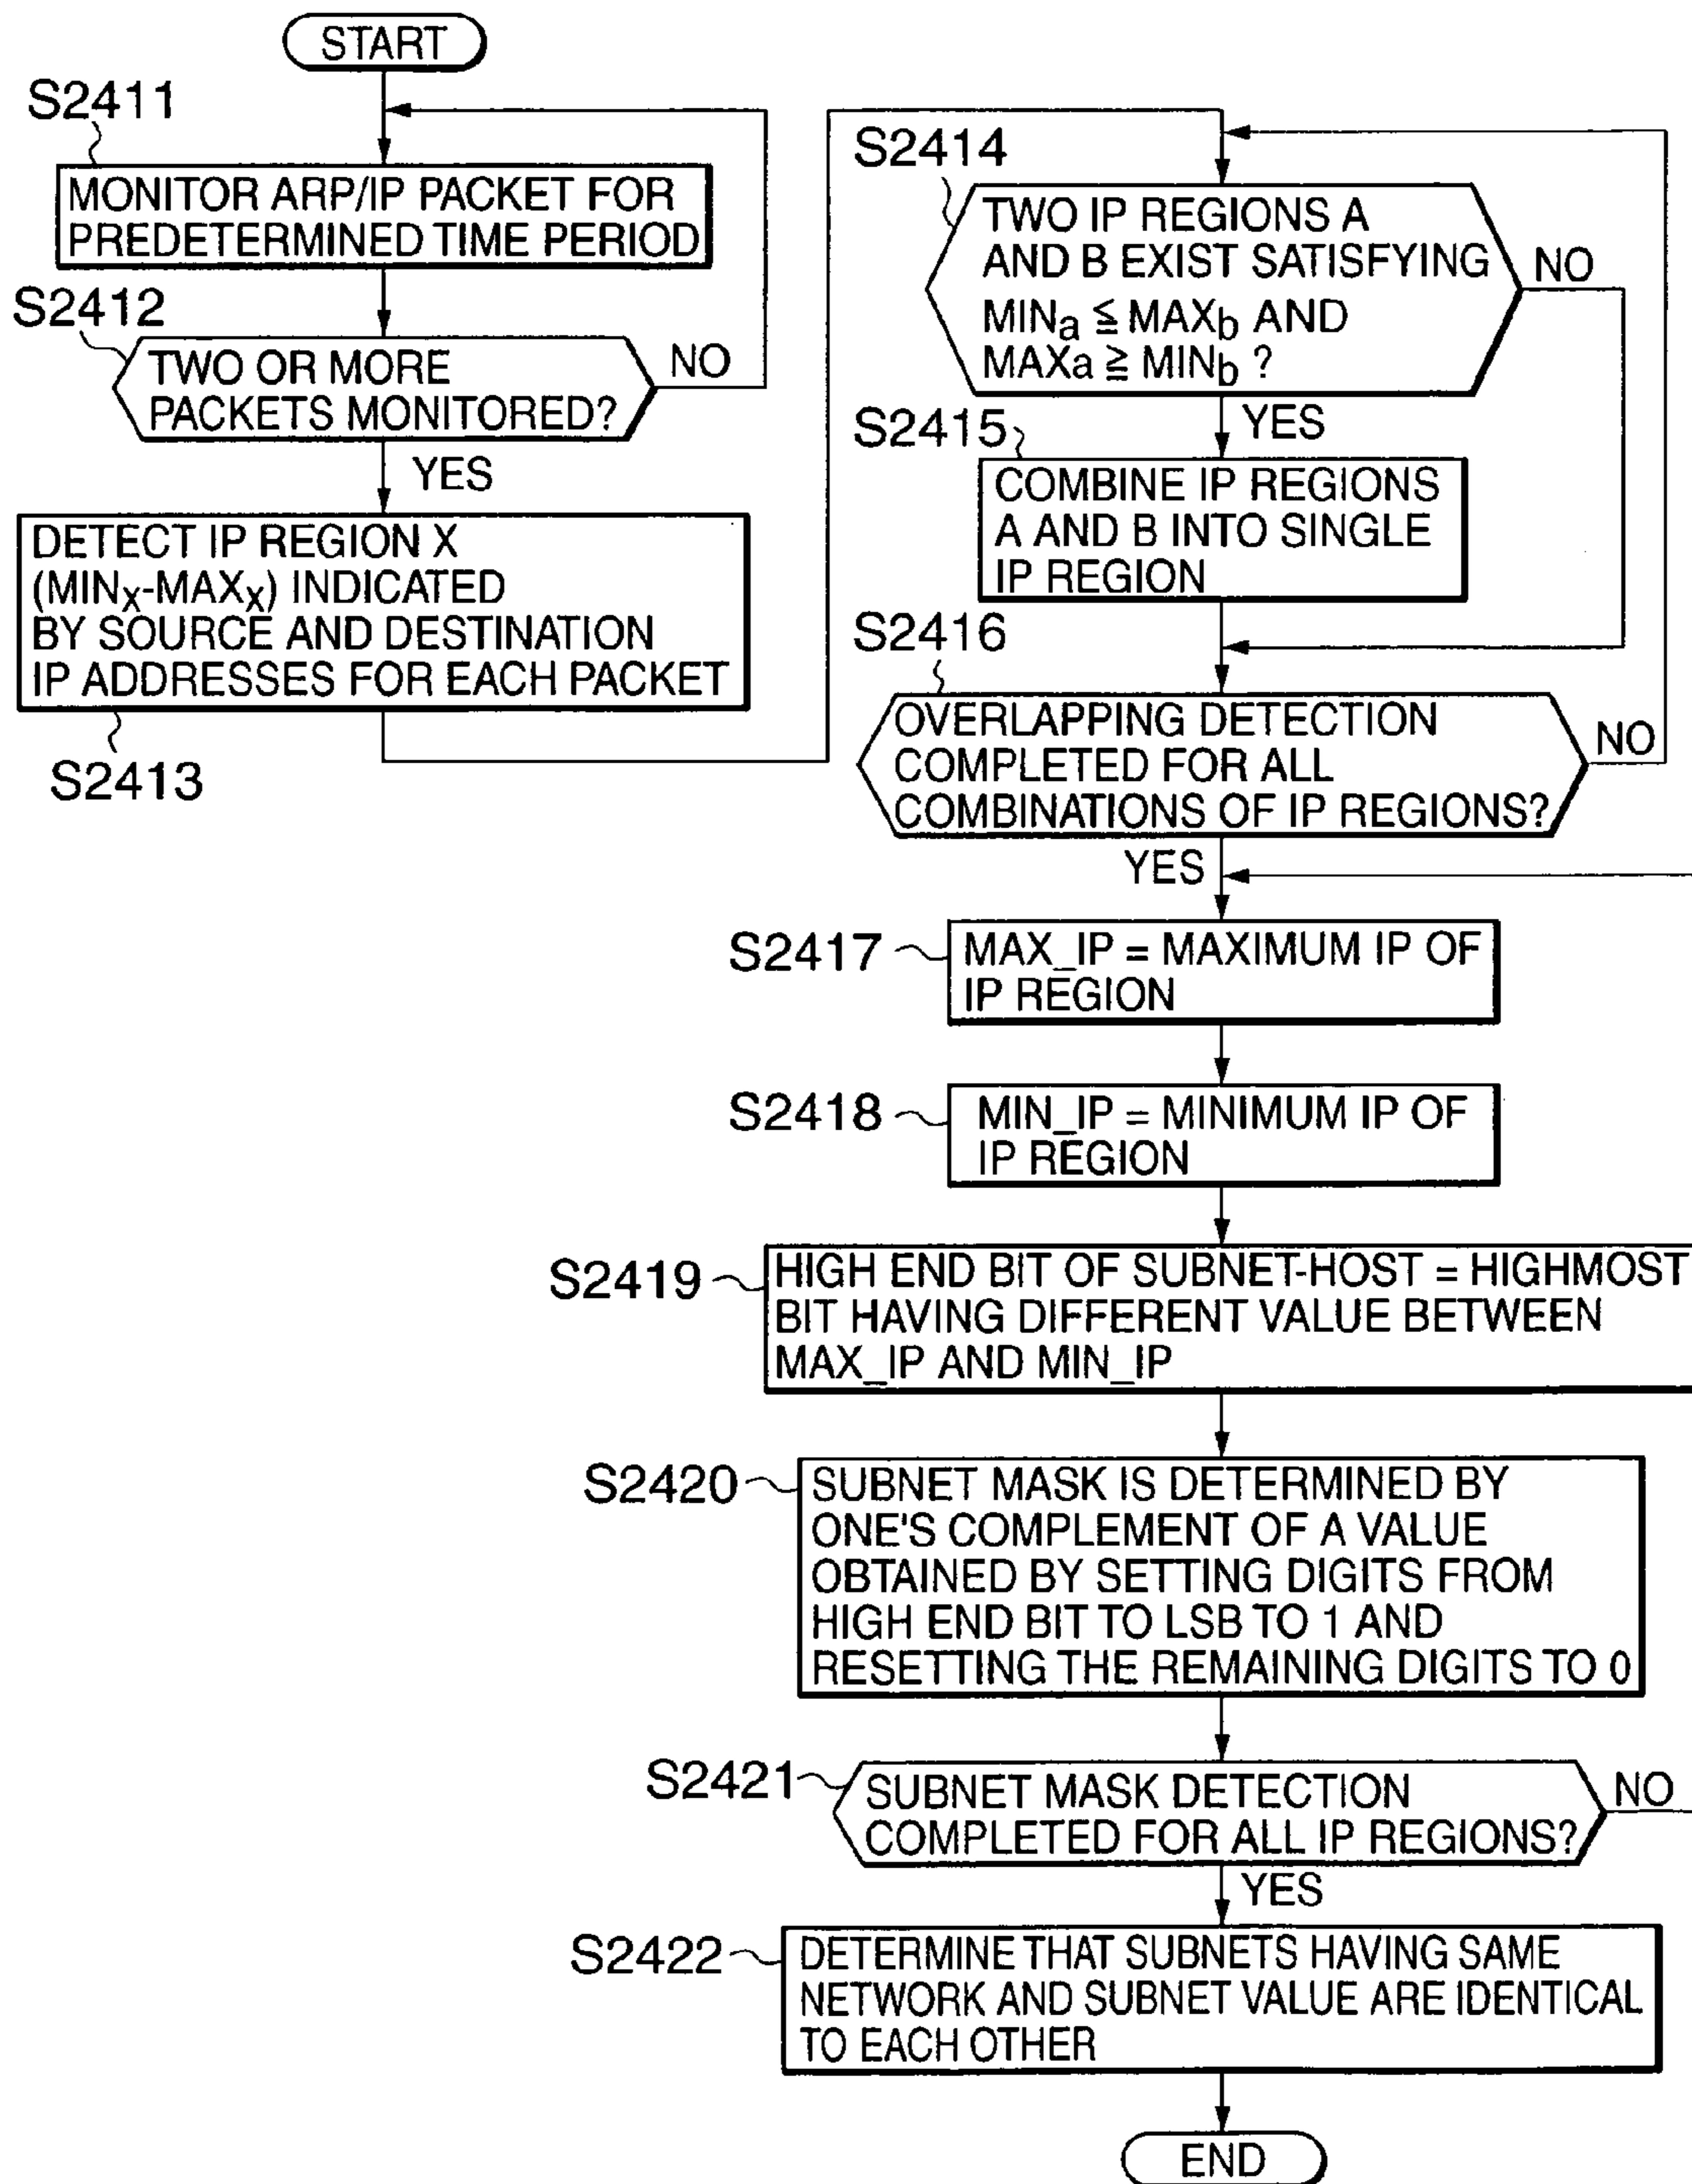 START
S2411
MONITOR ARP/IP PACKET FOR
PREDETERMINED TIME PERIOD
S2412
TWO OR MORE
PACKETS MONITORED?
NO
YES
DETECT IP REGION X
(MINx-MAXx) INDICATED
BY SOURCE AND DESTINATION
IP ADDRESSES FOR EACH PACKET
S2413
S2414
TWO IP REGIONS A
AND B EXIST SATISFYING
MINa ≦ MAXb AND
MAXa ≧ MINb ?
NO
YES
S2415
COMBINE IP REGIONS
A AND B INTO SINGLE
IP REGION
S2416
OVERLAPPING DETECTION
COMPLETED FOR ALL
COMBINATIONS OF IP REGIONS?
NO
YES
S2417
MAX_IP = MAXIMUM IP OF
IP REGION
S2418
MIN_IP = MINIMUM IP OF
IP REGION
S2419
HIGH END BIT OF SUBNET-HOST = HIGHMOST
BIT HAVING DIFFERENT VALUE BETWEEN
MAX_IP AND MIN_IP
S2420
SUBNET MASK IS DETERMINED BY
ONE'S COMPLEMENT OF A VALUE
OBTAINED BY SETTING DIGITS FROM
HIGH END BIT TO LSB TO 1 AND
RESETTING THE REMAINING DIGITS TO 0
S2421
SUBNET MASK DETECTION
COMPLETED FOR ALL IP REGIONS?
NO
YES
S2422
DETERMINE THAT SUBNETS HAVING SAME
NETWORK AND SUBNET VALUE ARE IDENTICAL
TO EACH OTHER
END